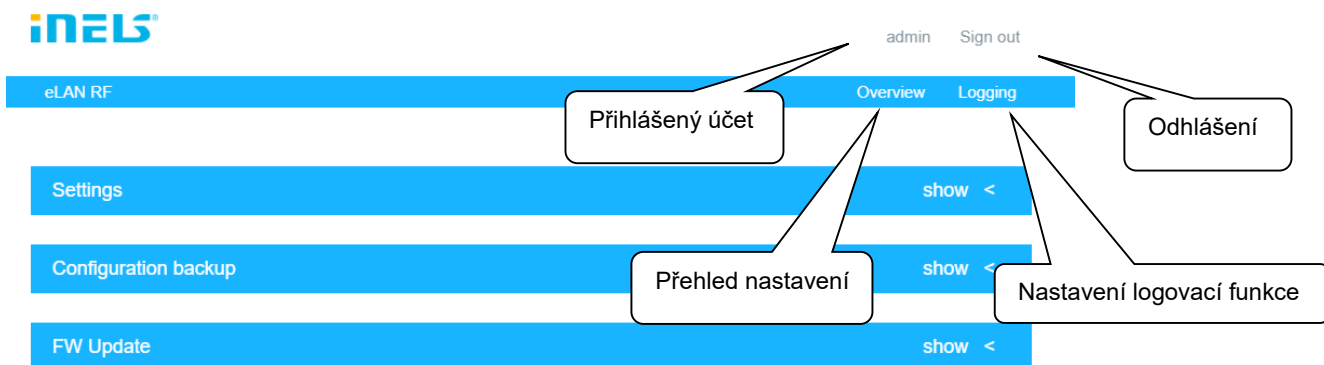 iNELS®
admin Sign out
eLAN RF Overview Logging
Přihlášený účet
Odhlášení
Settings show <
Configuration backup show <
Přehled nastavení
Nastavení logovací funkce
FW Update show <